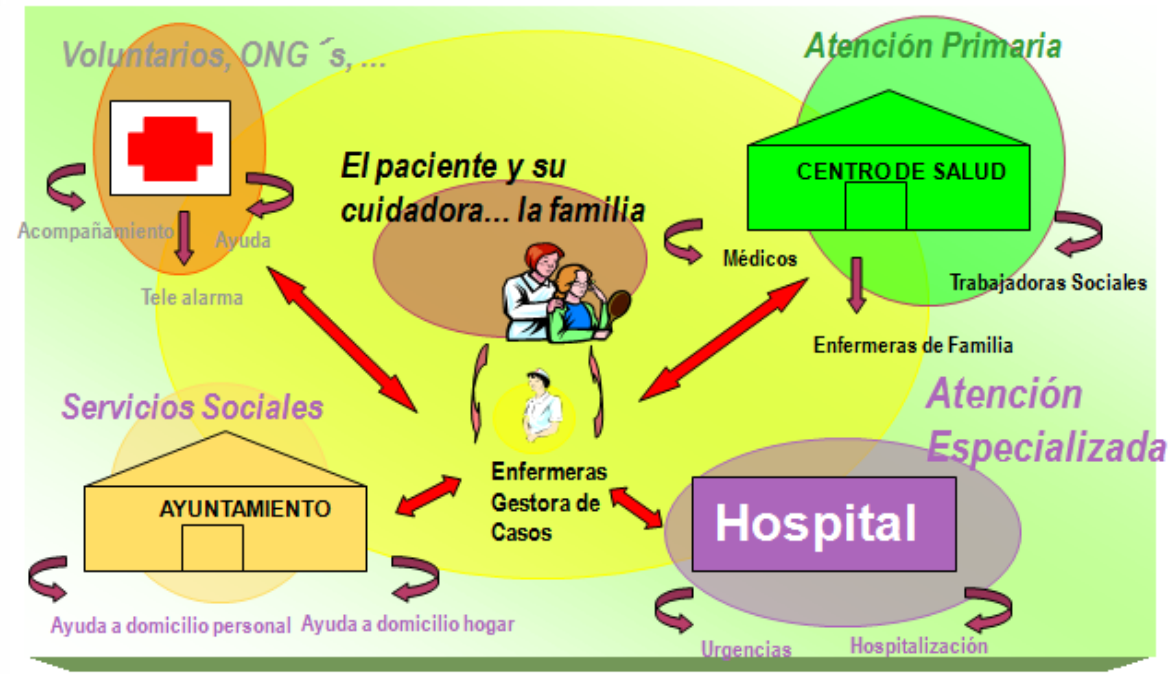 Voluntarios, ONG ´s, ...
Acompañamiento
Ayuda
Tele alarma
El paciente y su
cuidadora... la familia
Atención Primaria
CENTRO DE SALUD
Médicos
Trabajadoras Sociales
Enfermeras de Familia
Servicios Sociales
AYUNTAMIENTO
Ayuda a domicilio personal
Ayuda a domicilio hogar
Enfermeras
Gestora de
Casos
Atención
Especializada
Hospital
Urgencias
Hospitalización